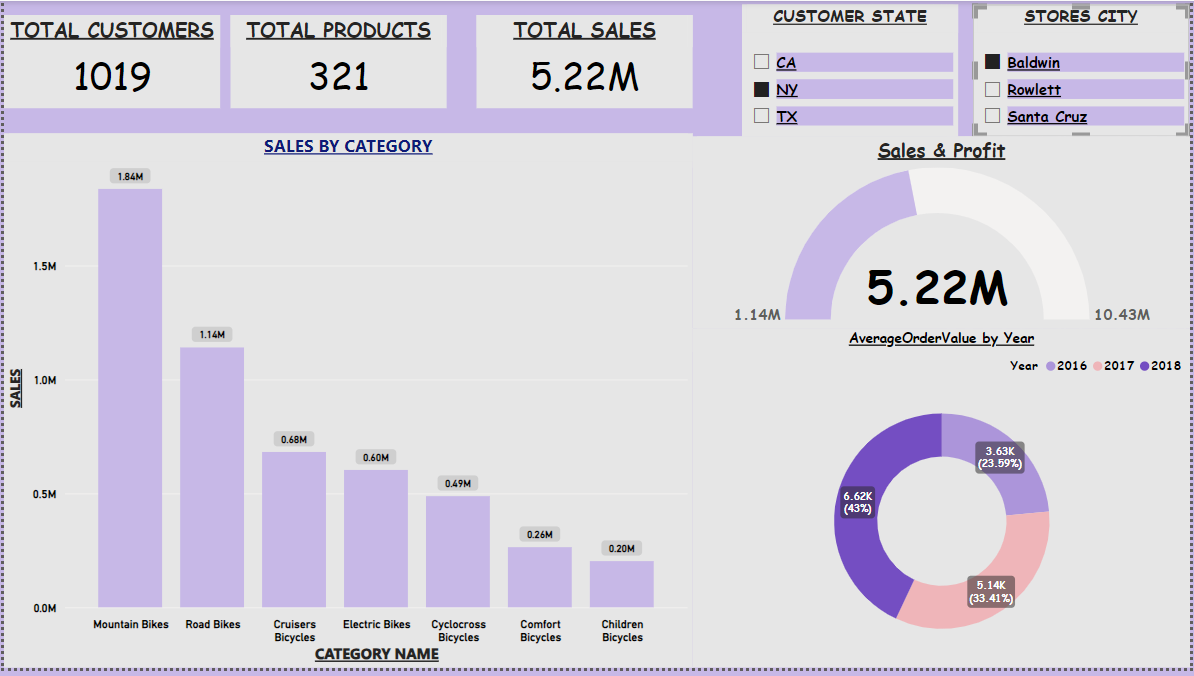 TOTAL CUSTOMERS
1019
TOTAL PRODUCTS
321
TOTAL SALES
5.22M
CUSTOMER STATE
CA
NY
TX
STORES CITY
Baldwin
Rowlett
Santa Cruz
SALES BY CATEGORY
SALES
1.5M
1.0M
0.5M
0.0M
1.84M
1.14M
0.68M
0.60M
0.49M
0.26M
0.20M
Mountain Bikes
Road Bikes
Cruisers
Bicycles
Electric Bikes
Cyclocross
Bicycles
Comfort
Bicycles
Children
Bicycles
CATEGORY NAME
Sales & Profit
5.22M
1.14M
10.43M
AverageOrderValue by Year
Year 2016 2017 2018
3.63K
(23.59%)
6.62K
(43%)
5.14K
(33.41%)